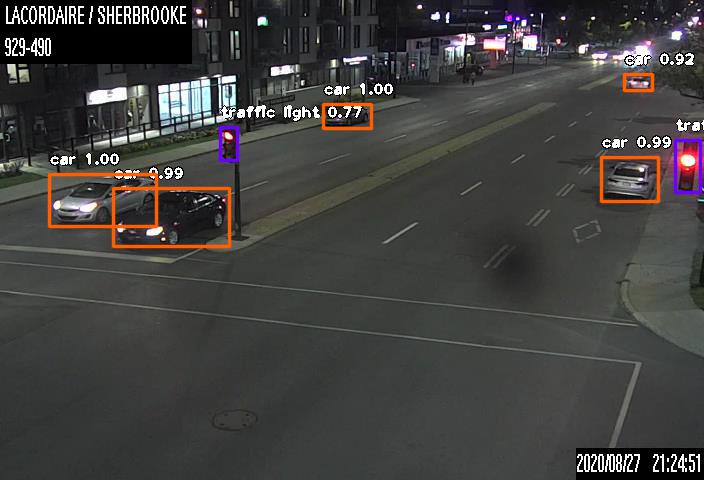 LACORDAIRE / SHERBROOKE
929-490
car 0.92
car 1.00
traffic light 0.77
car 0.99
traf
car 1.00
car 0.99
2020/08/27 21:24:51